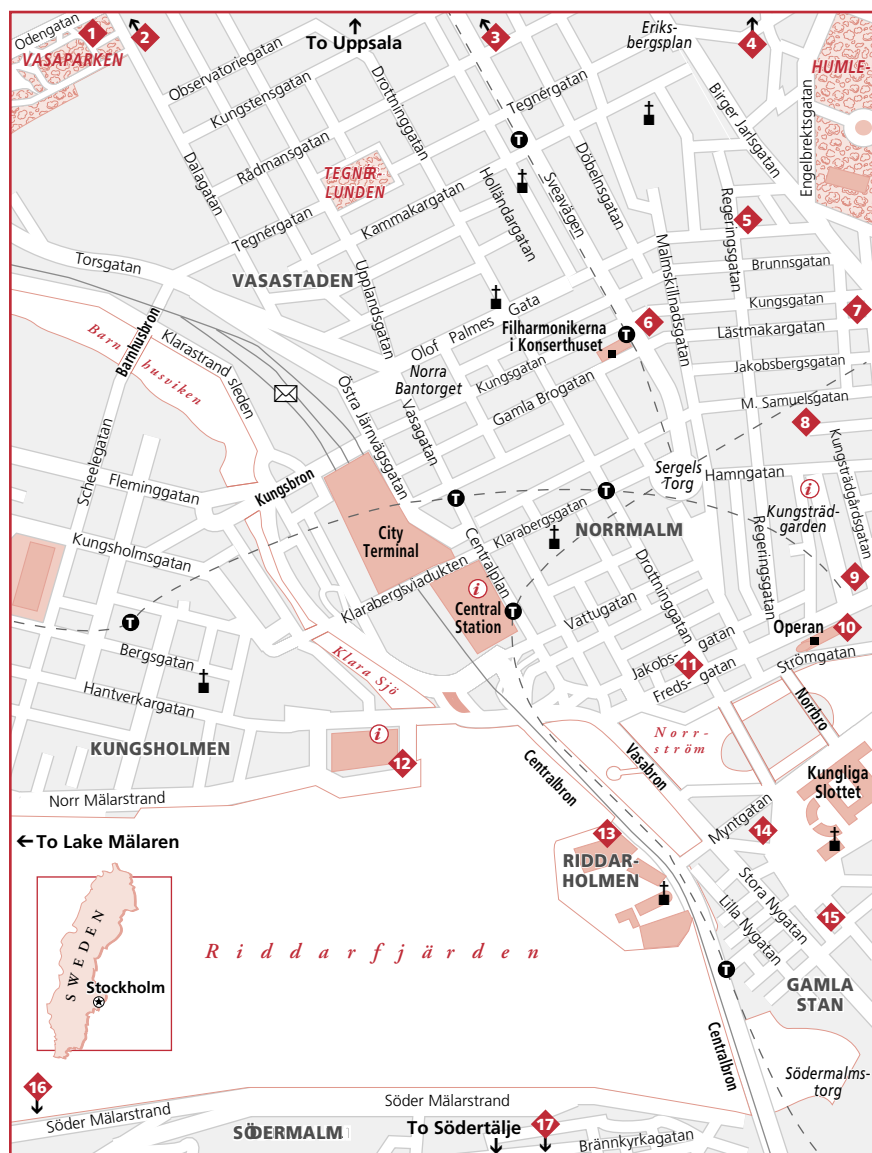 Odengatan
1
VASAPARKEN
2
Observatoriegatan
To Uppsala
3
Eriks-
bergsplan
4
HUMLE-
Kungstensgatan
Drottninggatan
Tegnérgatan
Birger Jarlsgatan
Engelbrektsgatan
Dalagatan
Rådmansgatan
TEGNÉR-
LUNDEN
T
Döbelnsgatan
Sveavägen
Holländargatan
Kammakargatan
Tegnérgatan
Regeringsgatan
5
Torsgatan
VASASTADEN
Upplandsgatan
Malmskillnadsgatan
Brunnsgatan
Kungsgatan
7
Lästmakargatan
6
T
Olof Palmes Gata
Filharmonikerna
i Konserthuset
Barnhusbron
Barn
husviken
Klarastrand sleden
Norra
Bantorget
Kungsgatan
Gamla Brogatan
Jakobsbergsgatan
M. Samuelsgatan
8
Östra Järnvägsgatan
Vasagatan
Scheelegatan
Fleminggatan
Kungsbron
Sergels
Torg
Hamngatan
i
Kungsträdgårdsgatan
Kungsträd-
garden
T
T
Klarabergsgatan
NORRMALM
City
Terminal
Kungsholmsgatan
Centralplan
Klarabergsviadukten
i
Central
Station
T
Drottninggatan
Regeringsgatan
9
Vattugatan
Operan
10
T
Bergsgatan
Hantverkargatan
Klara Sjö
Jakobs-
gatan
11
Freds-
gatan
Strömgatan
Norrbro
KUNGSHOLMEN
i
12
Norr-
ström
Vasabron
Centralbron
Kungliga
Slottet
Norr Mälarstrand
To Lake Mälaren
13
RIDDAR-
HOLMEN
Myntgatan
14
Stora Nygatan
Lilla Nygatan
15
SWEDEN
Stockholm
Riddarfjärden
T
GAMLA
STAN
Centralbron
Södermalms-
torg
16
Söder Mälarstrand
Söder Mälarstrand
SÖDERMALM
To Södertälje
17
Brännkyrkagatan